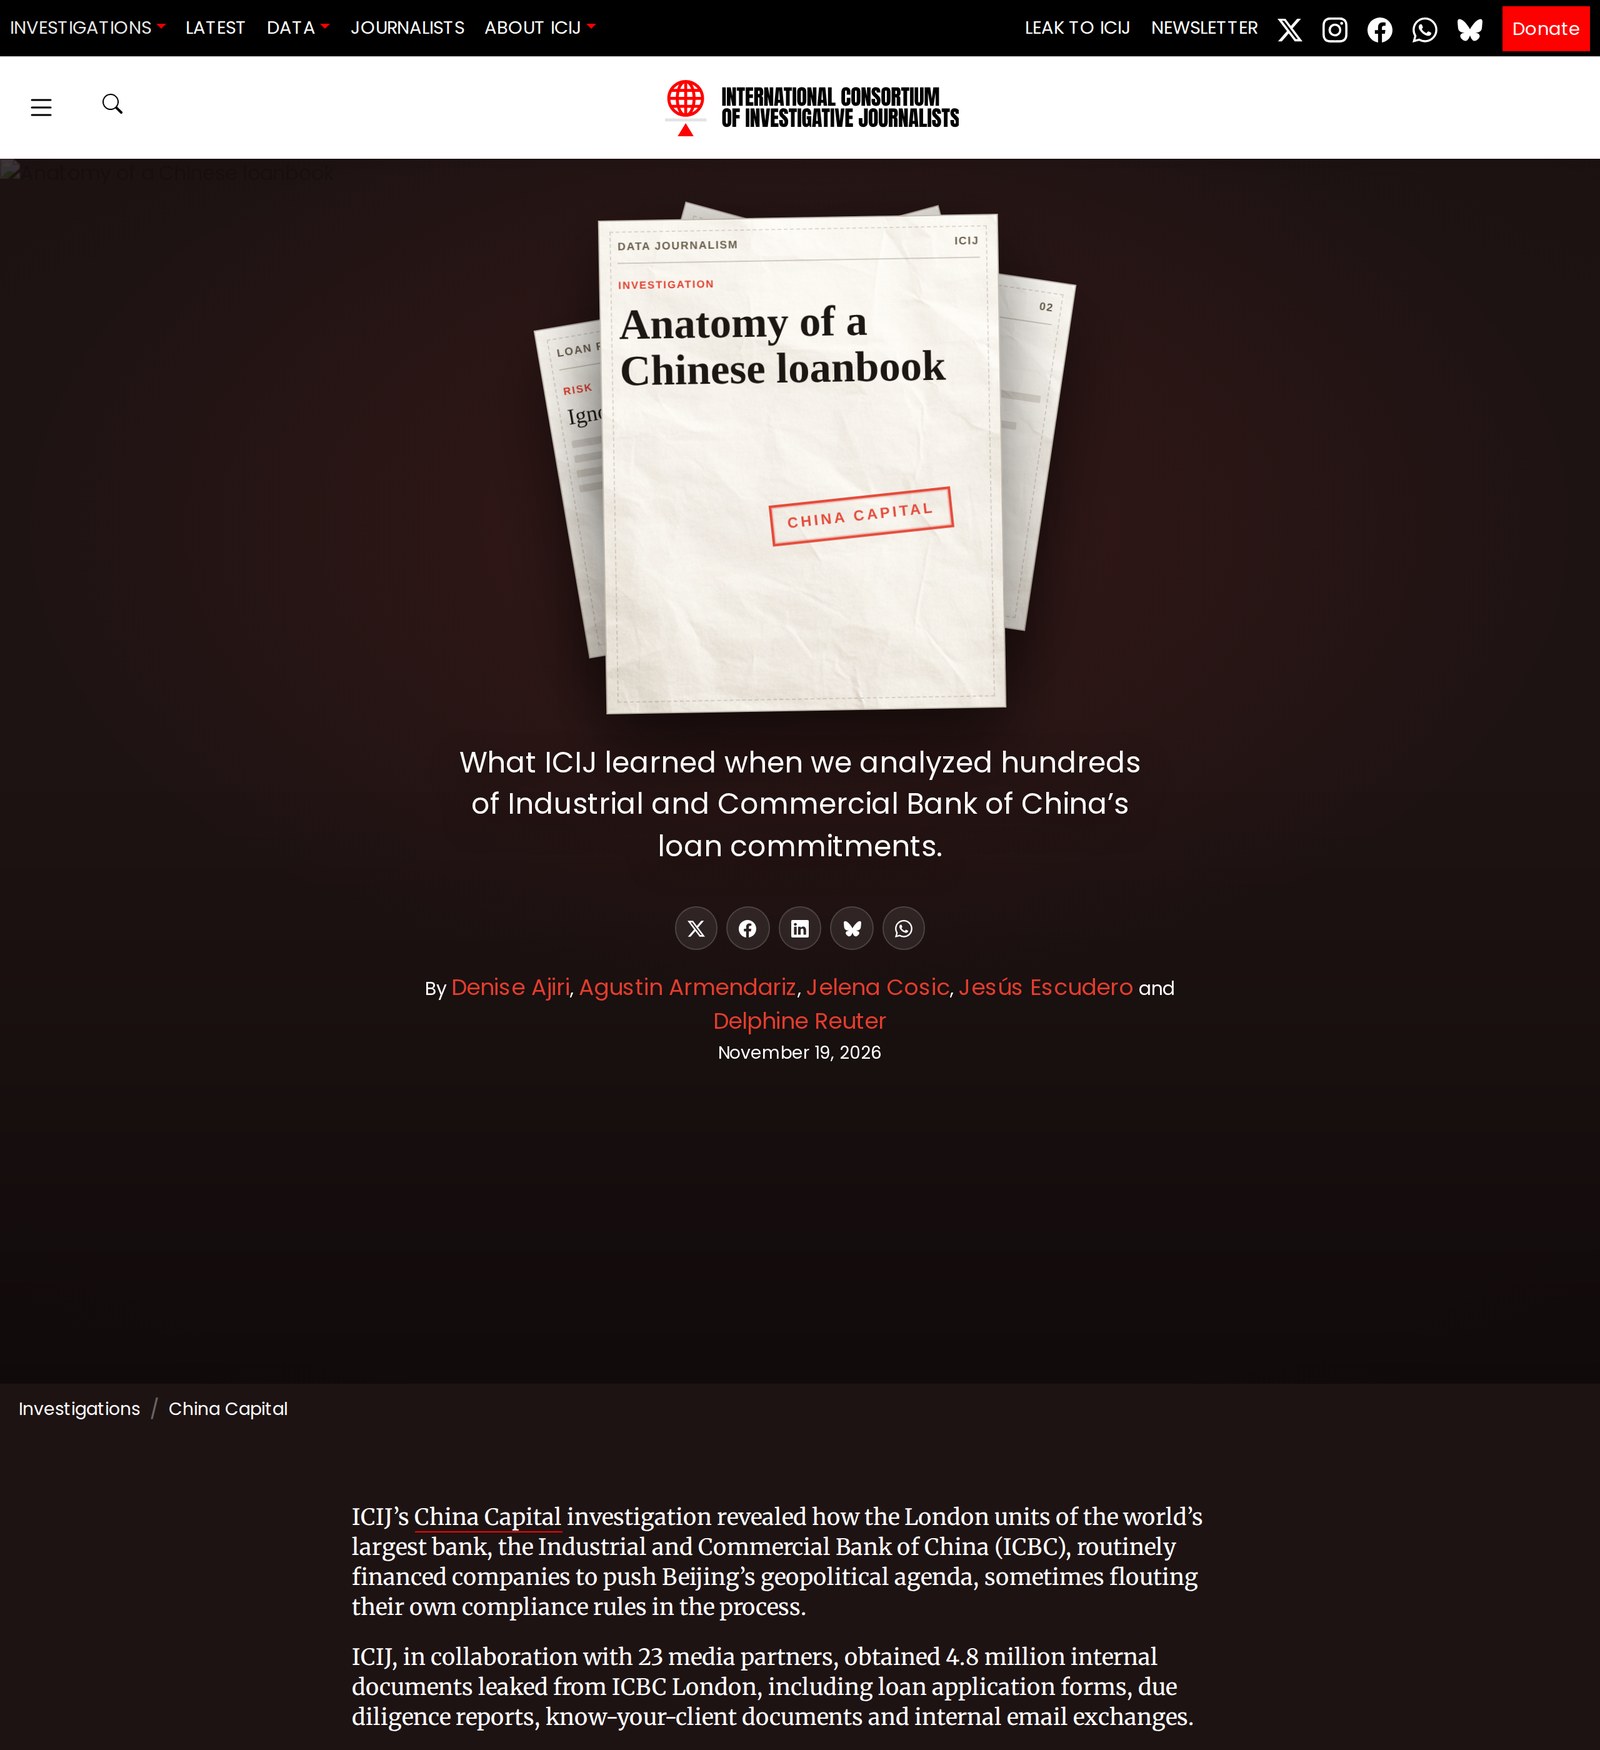 INVESTIGATIONS LATEST DATA JOURNALISTS ABOUT ICIJ LEAK TO ICIJ NEWSLETTER Donate
INTERNATIONAL CONSORTIUM
OF INVESTIGATIVE JOURNALISTS
Anatomy of a Chinese loanbook
DATA JOURNALISM ICIJ
INVESTIGATION
Anatomy of a
Chinese loanbook
CHINA CAPITAL
LOAN
RISK
02
What ICIJ learned when we analyzed hundreds
of Industrial and Commercial Bank of China’s
loan commitments.
By Denise Ajiri, Agustin Armendariz, Jelena Cosic, Jesús Escudero and
Delphine Reuter
November 19, 2026
Investigations / China Capital
ICIJ’s China Capital investigation revealed how the London units of the world’s
largest bank, the Industrial and Commercial Bank of China (ICBC), routinely
financed companies to push Beijing’s geopolitical agenda, sometimes flouting
their own compliance rules in the process.
ICIJ, in collaboration with 23 media partners, obtained 4.8 million internal
documents leaked from ICBC London, including loan application forms, due
diligence reports, know-your-client documents and internal email exchanges.